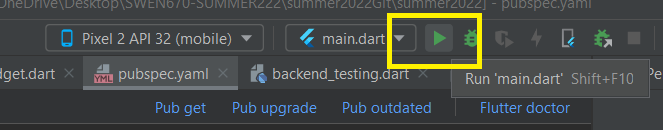 OneDrive\Desktop\SWEN670-SUMMER222\summer2022Git\summer2022] - pubspec.yaml
Pixel 2 API 32 (mobile) main.dart
dget.dart pubspec.yaml backend_testing.dart
YML
Run 'main.dart' Shift+F10
Pub get Pub upgrade Pub outdated Flutter doctor